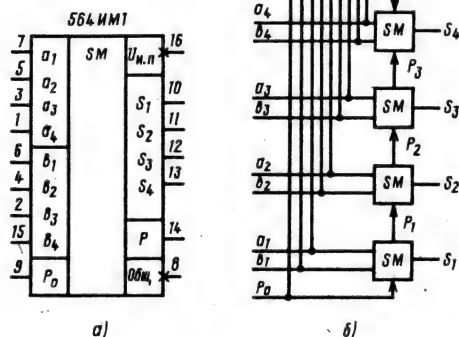 564ИМ1
7 a1 SM Uи.п 16
5 a2
3 a3 S1 10
1 a4 S2 11
6 в1 S3 12
4 в2 S4 13
2 в3
15 в4 P 14
9 P0 Общ. 8
а)
a4
в4
SM S4
P3
a3
в3
SM S3
P2
a2
в2
SM S2
P1
a1
в1
SM S1
P0
б)